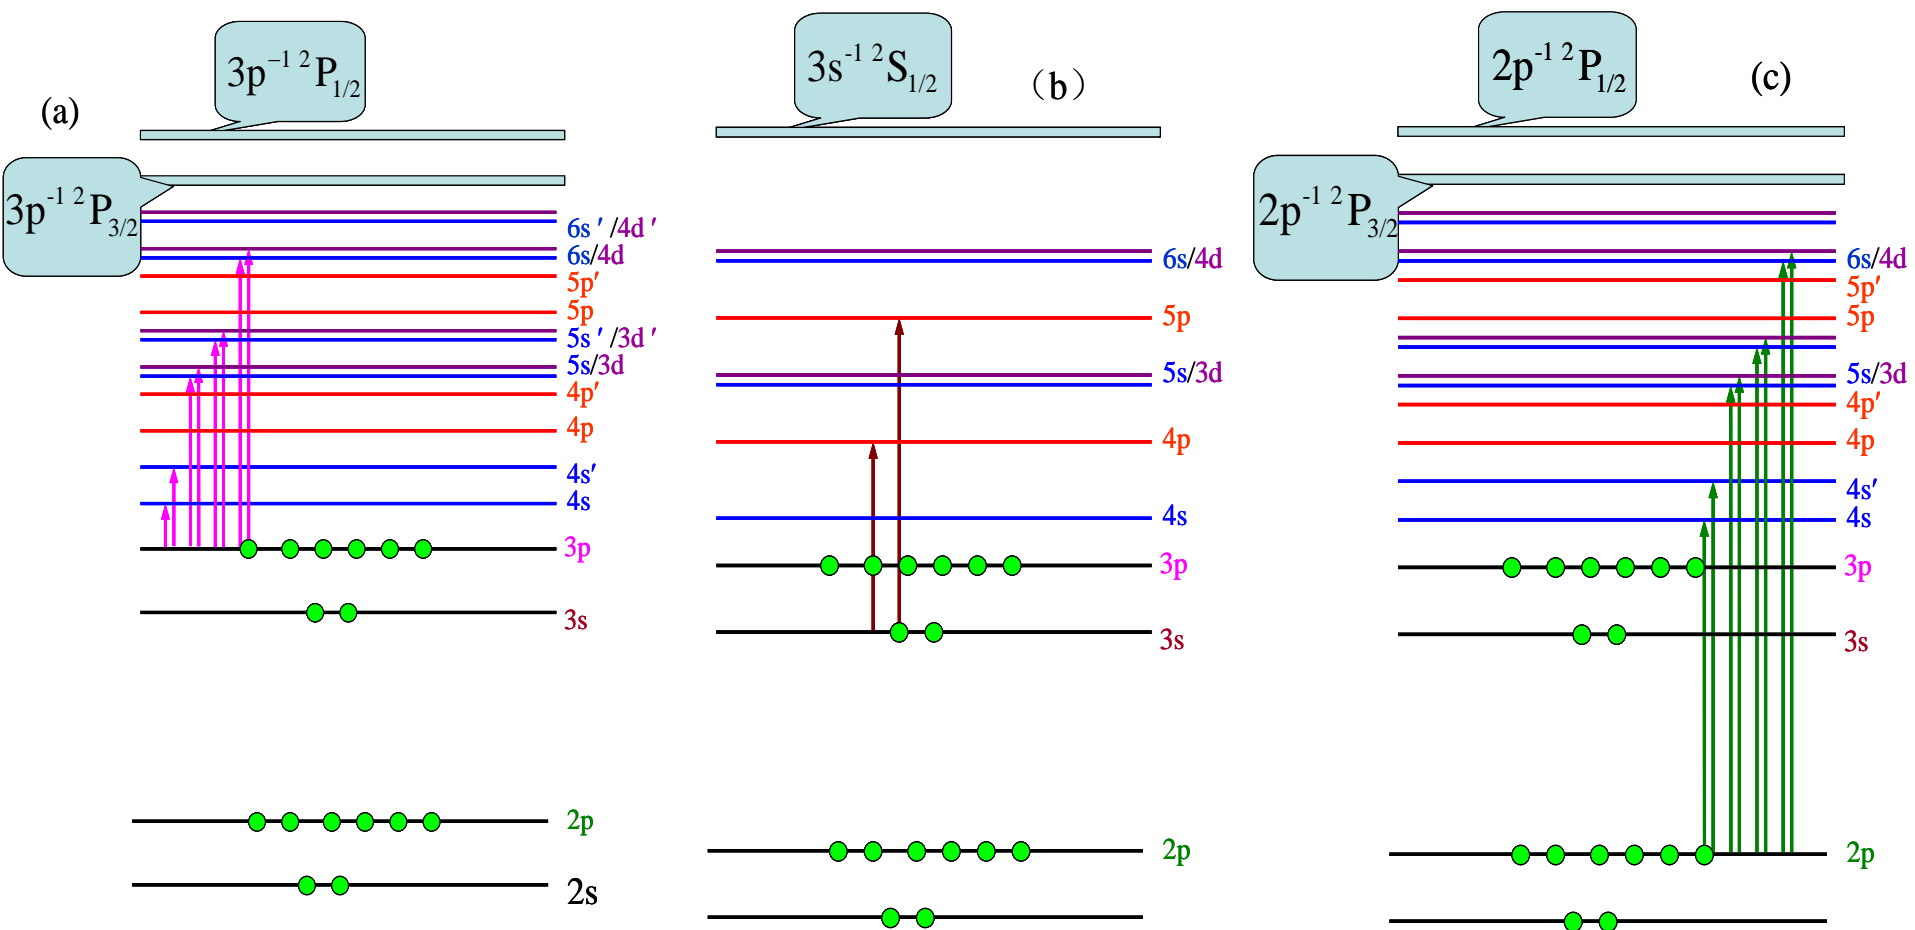 (a)
3p⁻¹ ²P₁/₂
3p⁻¹ ²P₃/₂
6s′/4d′
6s/4d
5p′
5p
5s′/3d′
5s/3d
4p′
4p
4s′
4s
3p
3s
2p
2s
(b)
3s⁻¹ ²S₁/₂
6s/4d
5p
5s/3d
4p
4s
3p
3s
2p
(c)
2p⁻¹ ²P₁/₂
2p⁻¹ ²P₃/₂
6s/4d
5p′
5p
5s/3d
4p′
4p
4s′
4s
3p
3s
2p